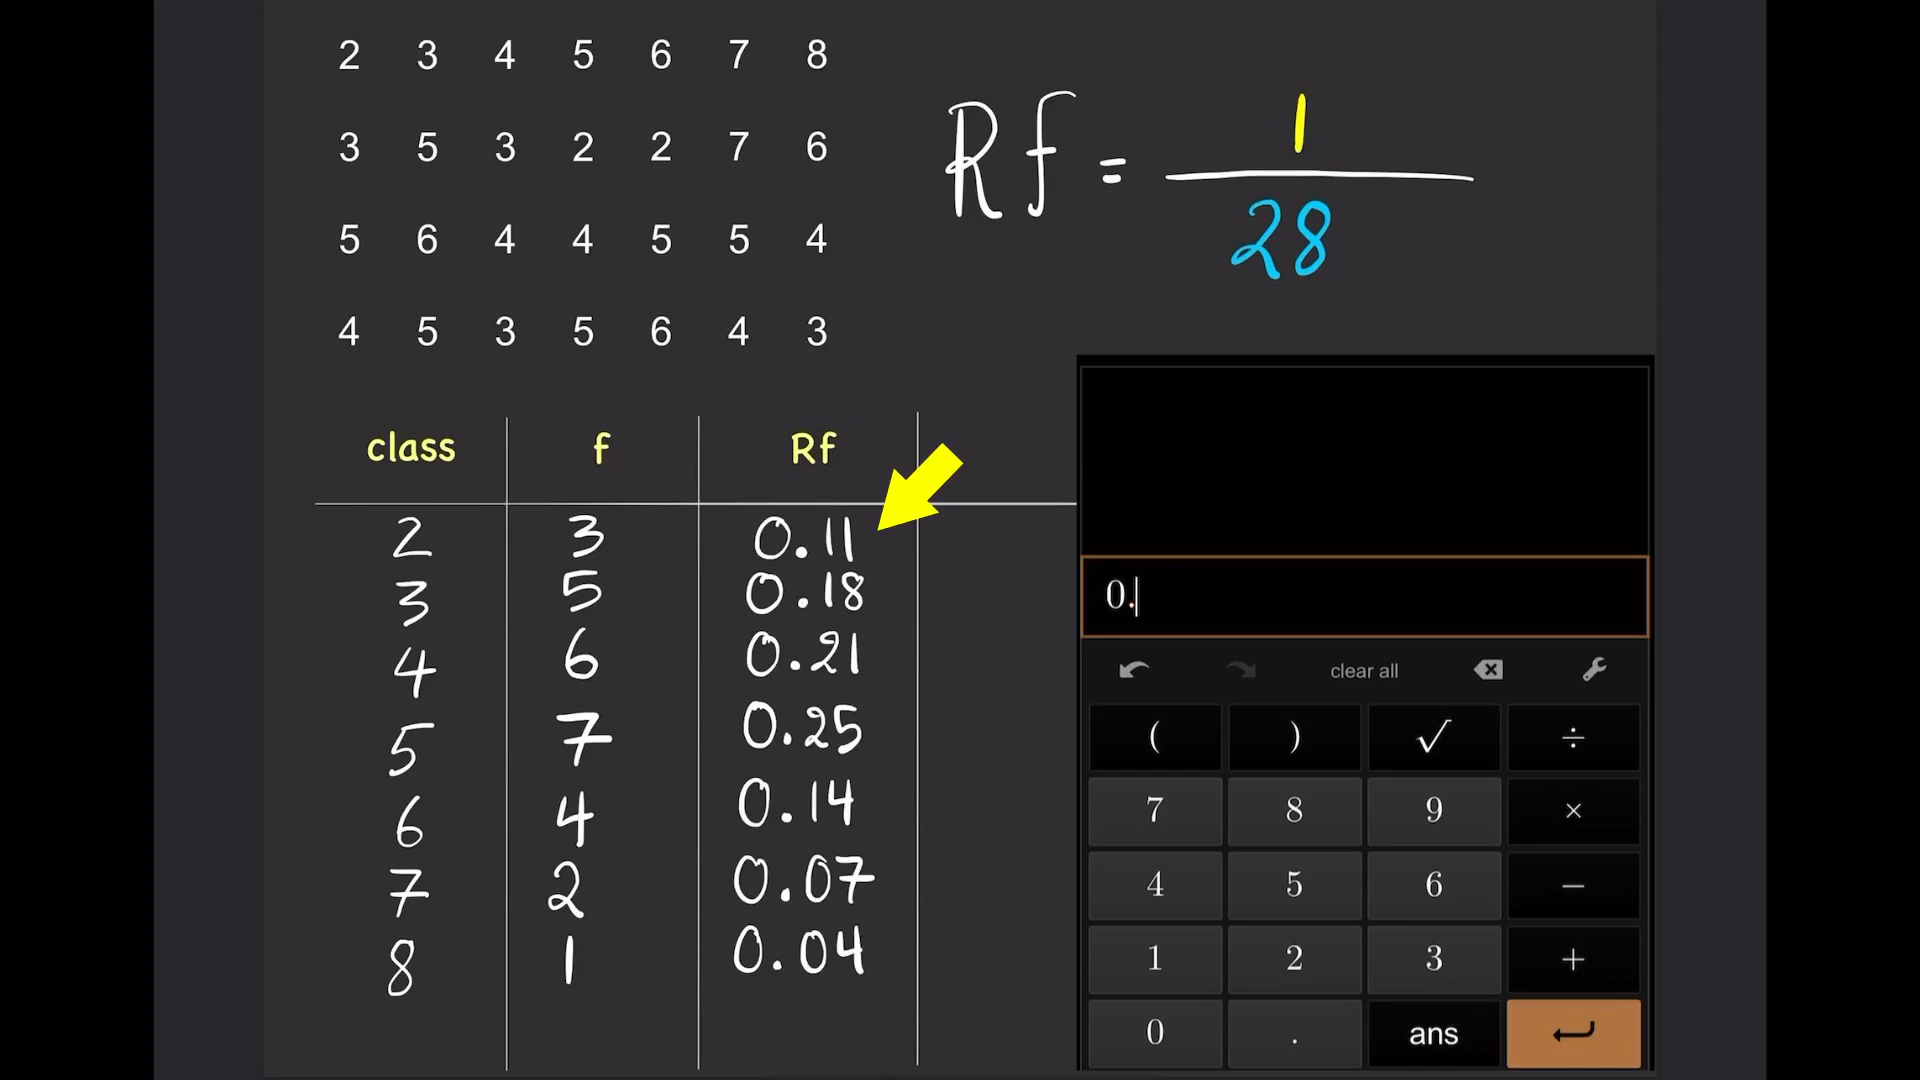 2 3 4 5 6 7 8
3 5 3 2 2 7 6
5 6 4 4 5 5 4
4 5 3 5 6 4 3
Rf = 1
28
class f Rf
2 3 0.11
3 5 0.18
4 6 0.21
5 7 0.25
6 4 0.14
7 2 0.07
8 1 0.04
0.
clear all
( ) √ ÷
7 8 9 ×
4 5 6 −
1 2 3 +
0 . ans